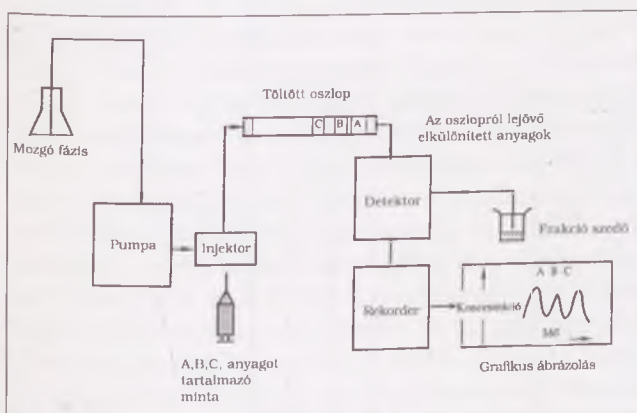 Töltött oszlop
C B A
Az oszlopról lejövő
elkülönített anyagok
Mozgó fázis
Pumpa
Injektor
Detektor
Frakció szedő
A,B,C, anyagot
tartalmazó
minta
Rekorder
A B C
Koncentráció
Idő
Grafikus ábrázolás